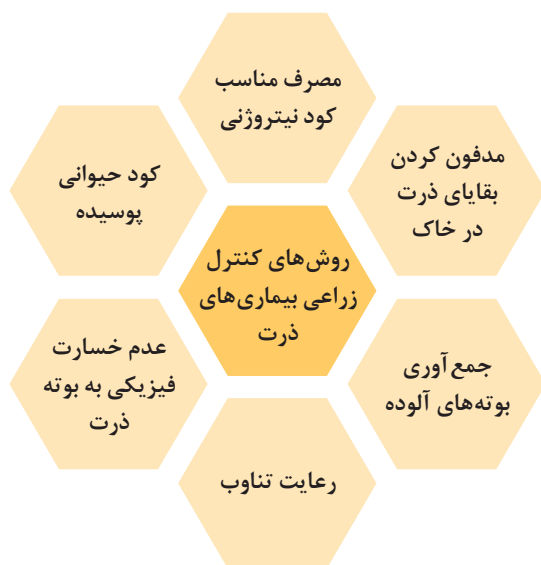 مصرف مناسب
کود نیتروژنی
مدفون کردن
بقایای ذرت
در خاک
کود حیوانی
پوسیده
روش‌های کنترل
زراعی بیماری‌های
ذرت
جمع‌آوری
بوته‌های آلوده
عدم خسارت
فیزیکی به بوته
ذرت
رعایت تناوب